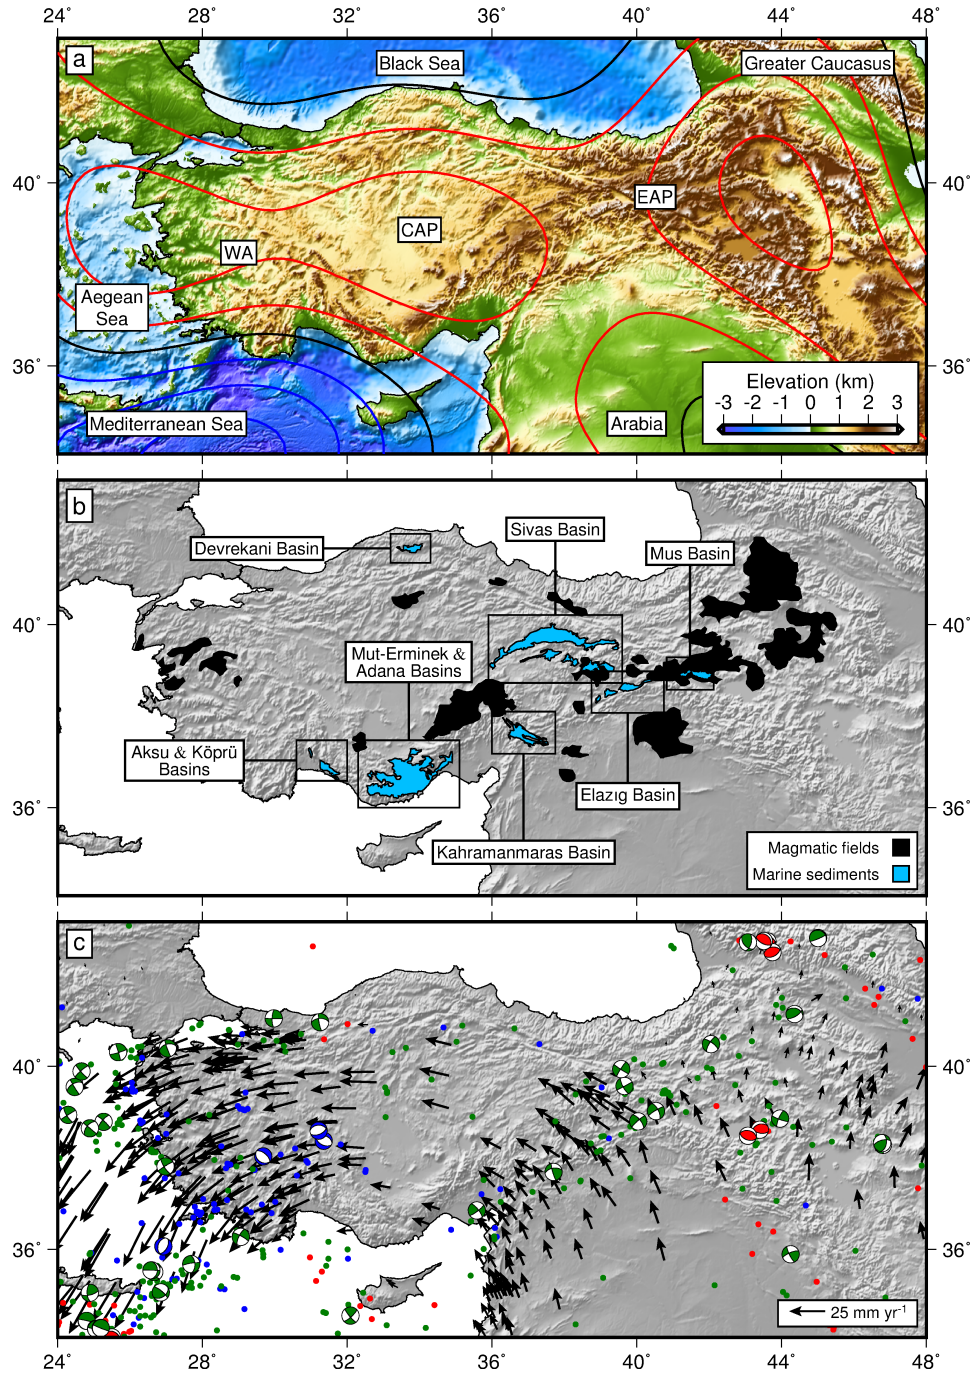 24˚ 28˚ 32˚ 36˚ 40˚ 44˚ 48˚
a
Black Sea
Greater Caucasus
40˚ 40˚
EAP
CAP
WA
Aegean
Sea
36˚ 36˚
Elevation (km)
-3 -2 -1 0 1 2 3
Mediterranean Sea
Arabia
b
Sivas Basin
Devrekani Basin
Mus Basin
40˚ 40˚
Mut-Erminek &
Adana Basins
Aksu & Köprü
Basins
Elazıg Basin
36˚ 36˚
Kahramanmaras Basin
Magmatic fields
Marine sediments
c
40˚ 40˚
36˚ 36˚
25 mm yr-1
24˚ 28˚ 32˚ 36˚ 40˚ 44˚ 48˚